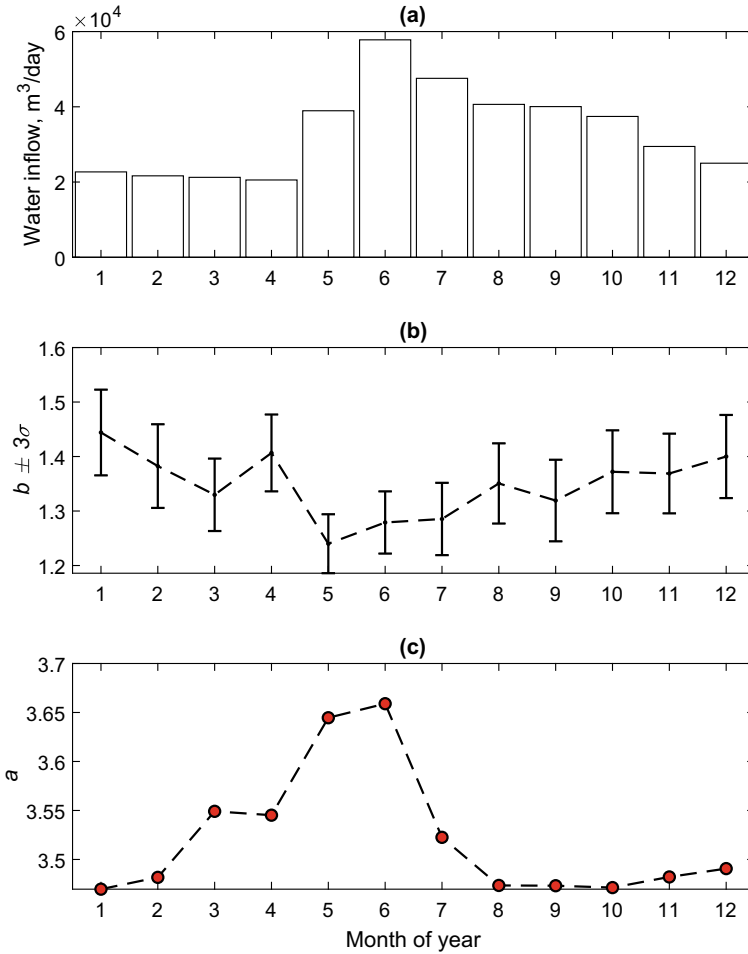 (a)
×10⁴
6
4
2
0
Water inflow, m³/day
1 2 3 4 5 6 7 8 9 10 11 12
(b)
1.6
1.5
1.4
1.3
1.2
b ± 3σ
1 2 3 4 5 6 7 8 9 10 11 12
(c)
3.7
3.65
3.6
3.55
3.5
a
1 2 3 4 5 6 7 8 9 10 11 12
Month of year